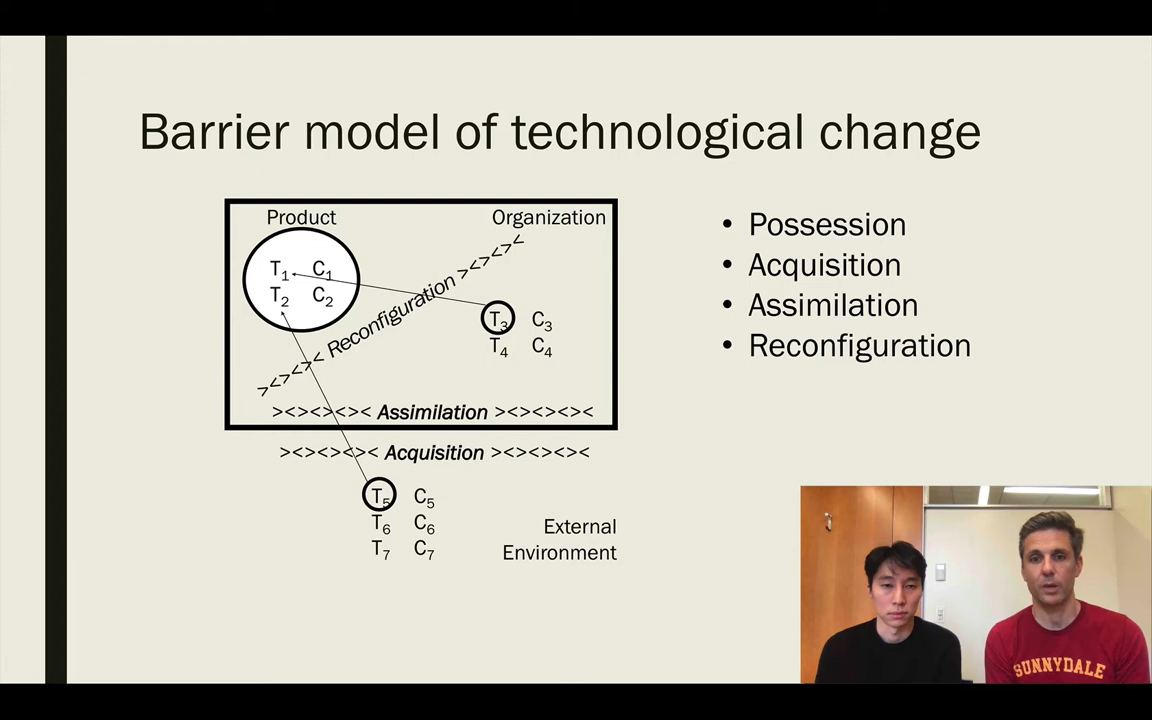 Barrier model of technological change
Product
Organization
T₁ C₁
T₂ C₂
><><>< Reconfiguration ><><><
T₃ C₃
T₄ C₄
><><><>< Assimilation ><><><><
><><><>< Acquisition ><><><><
T₅ C₅
T₆ C₆
T₇ C₇
External
Environment
• Possession
• Acquisition
• Assimilation
• Reconfiguration
SUNNYDALE